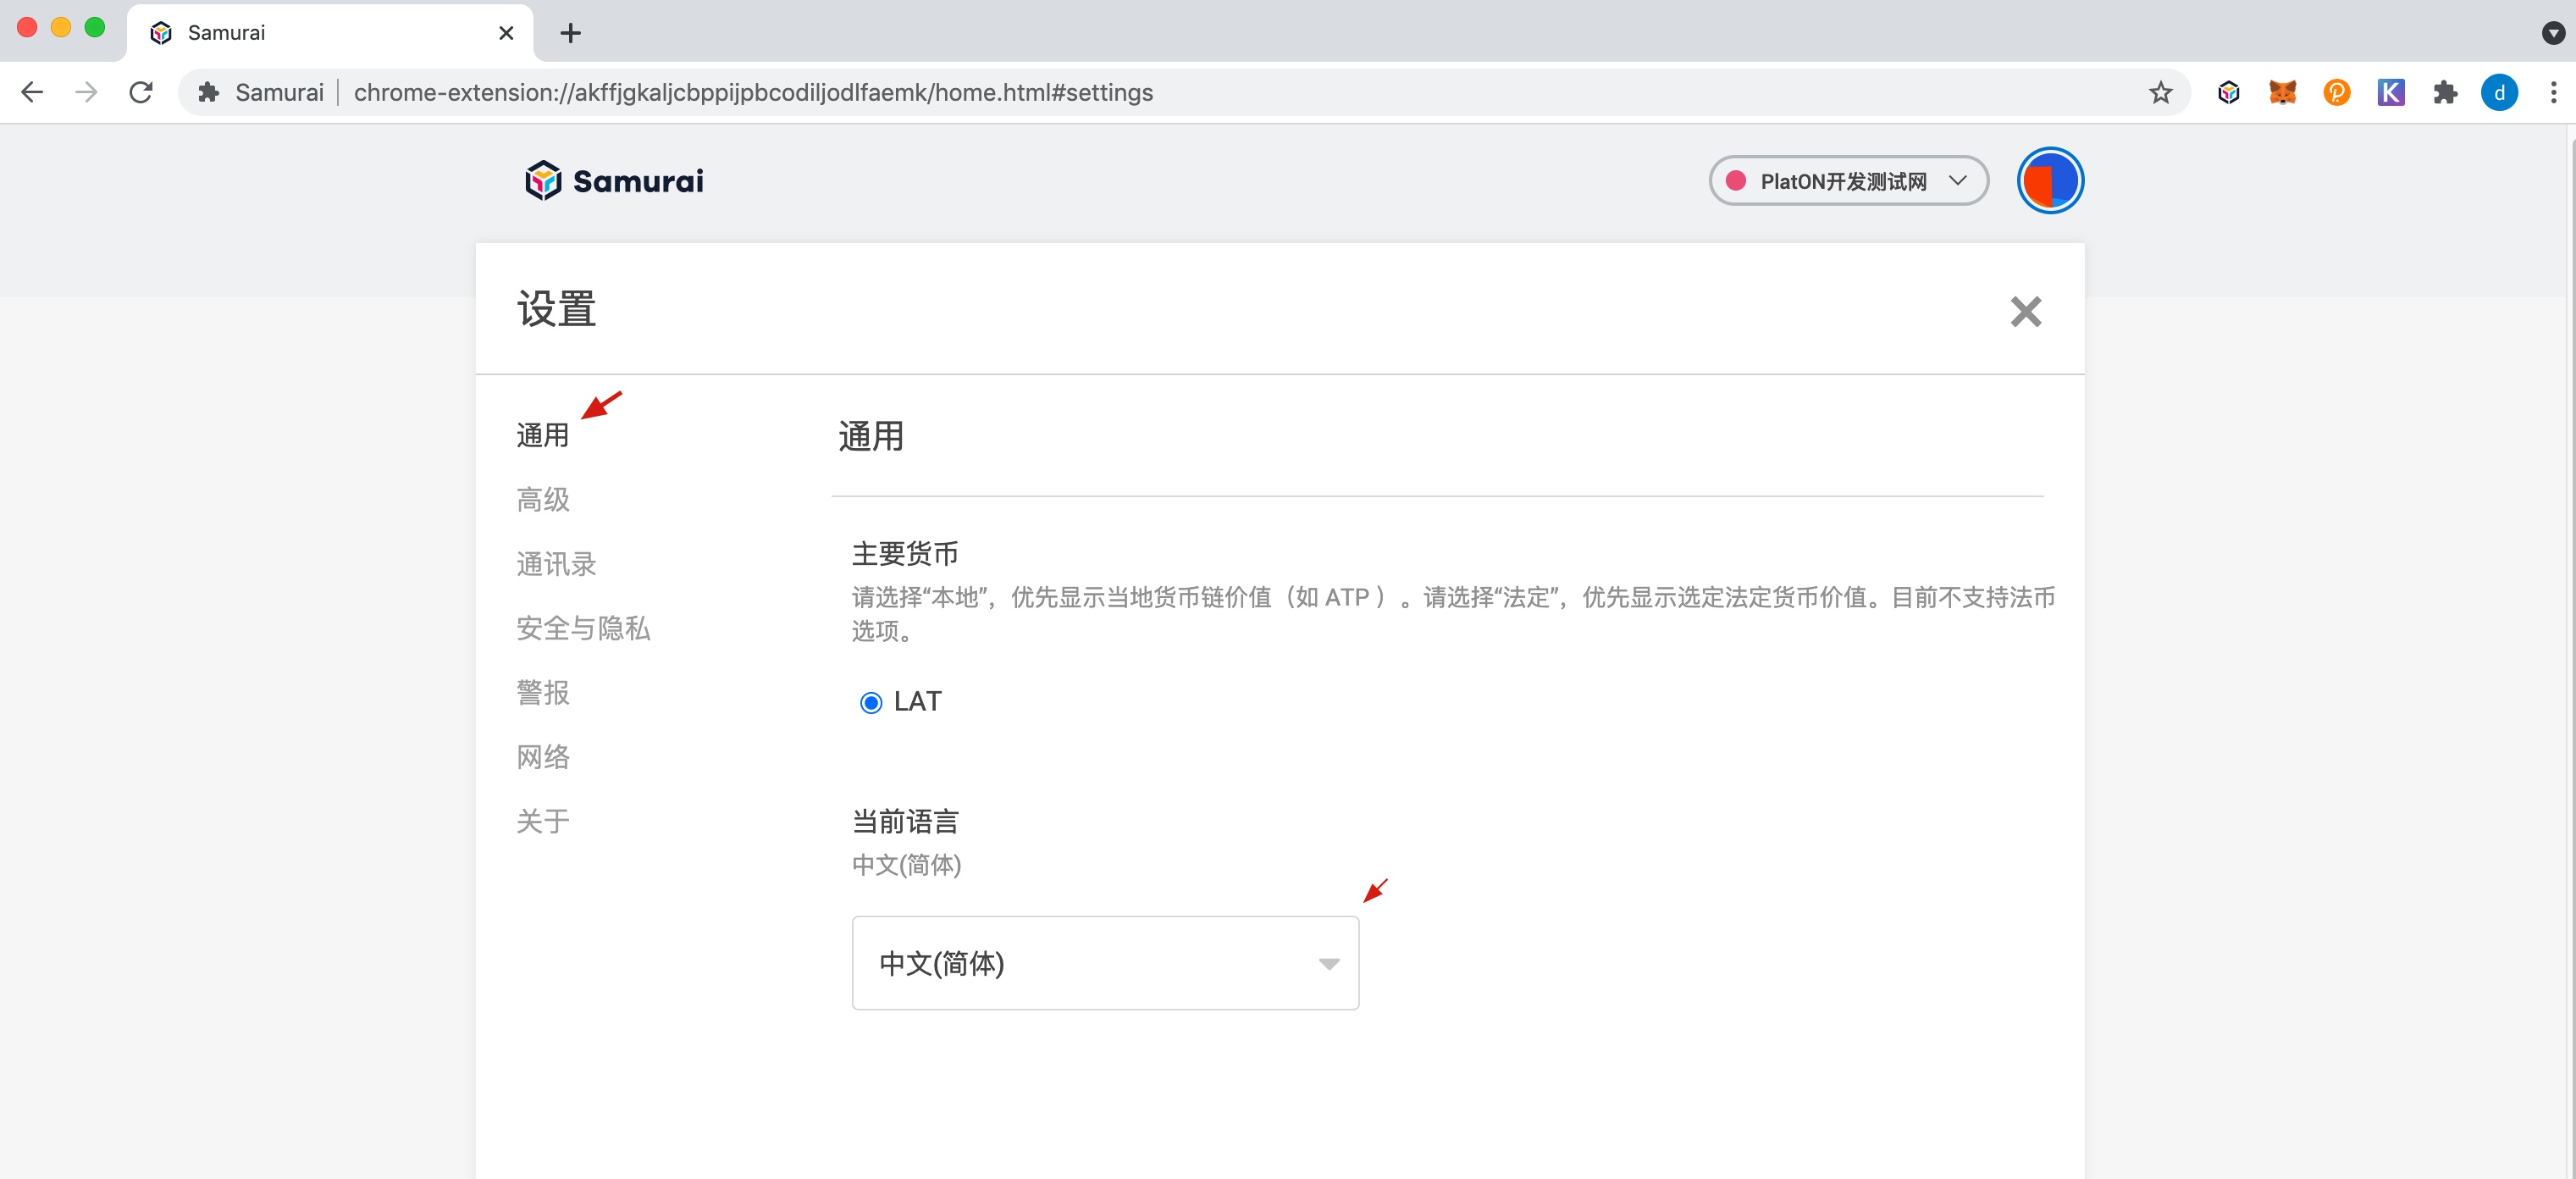 Samurai
Samurai
chrome-extension://akffjgkaljcbppijpbcodiljodlfaemk/home.html#settings
K
d
Samurai
PlatON开发测试网
设置
通用
高级
通讯录
安全与隐私
警报
网络
关于
通用
主要货币
请选择“本地”，优先显示当地货币链价值（如 ATP ）。请选择“法定”，优先显示选定法定货币价值。目前不支持法币
选项。
LAT
当前语言
中文(简体)
中文(简体)